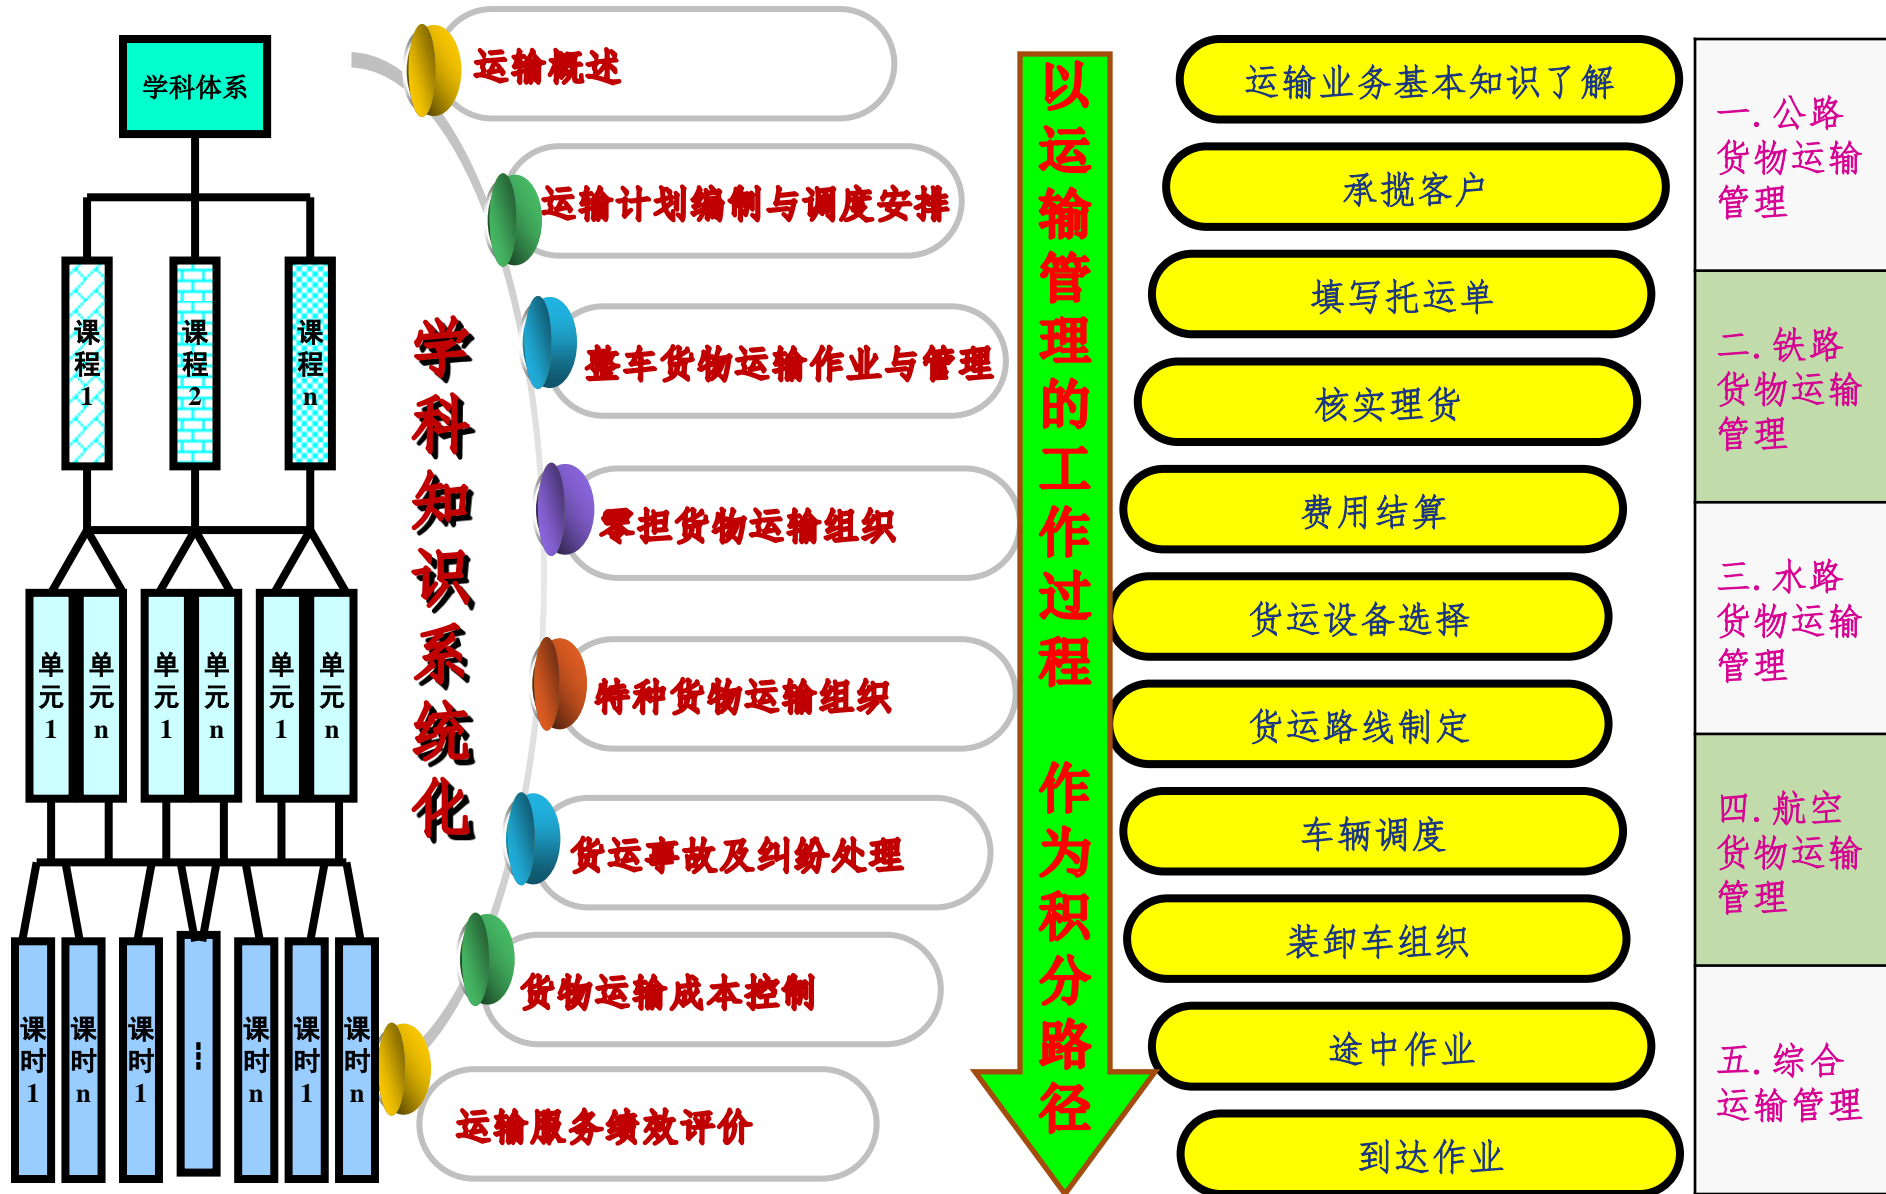 学科体系
课程1
课程2
课程n
单元1
单元n
单元1
单元n
单元1
单元n
课时1
课时n
课时1
...
课时n
课时1
课时n
学科知识系统化
运输概述
运输计划编制与调度安排
整车货物运输作业与管理
零担货物运输组织
特种货物运输组织
货运事故及纠纷处理
货物运输成本控制
运输服务绩效评价
以运输管理的工作过程 作为积分路径
运输业务基本知识了解
承揽客户
填写托运单
核实理货
费用结算
货运设备选择
货运路线制定
车辆调度
装卸车组织
途中作业
到达作业
一.公路
货物运输
管理
二.铁路
货物运输
管理
三.水路
货物运输
管理
四.航空
货物运输
管理
五.综合
运输管理